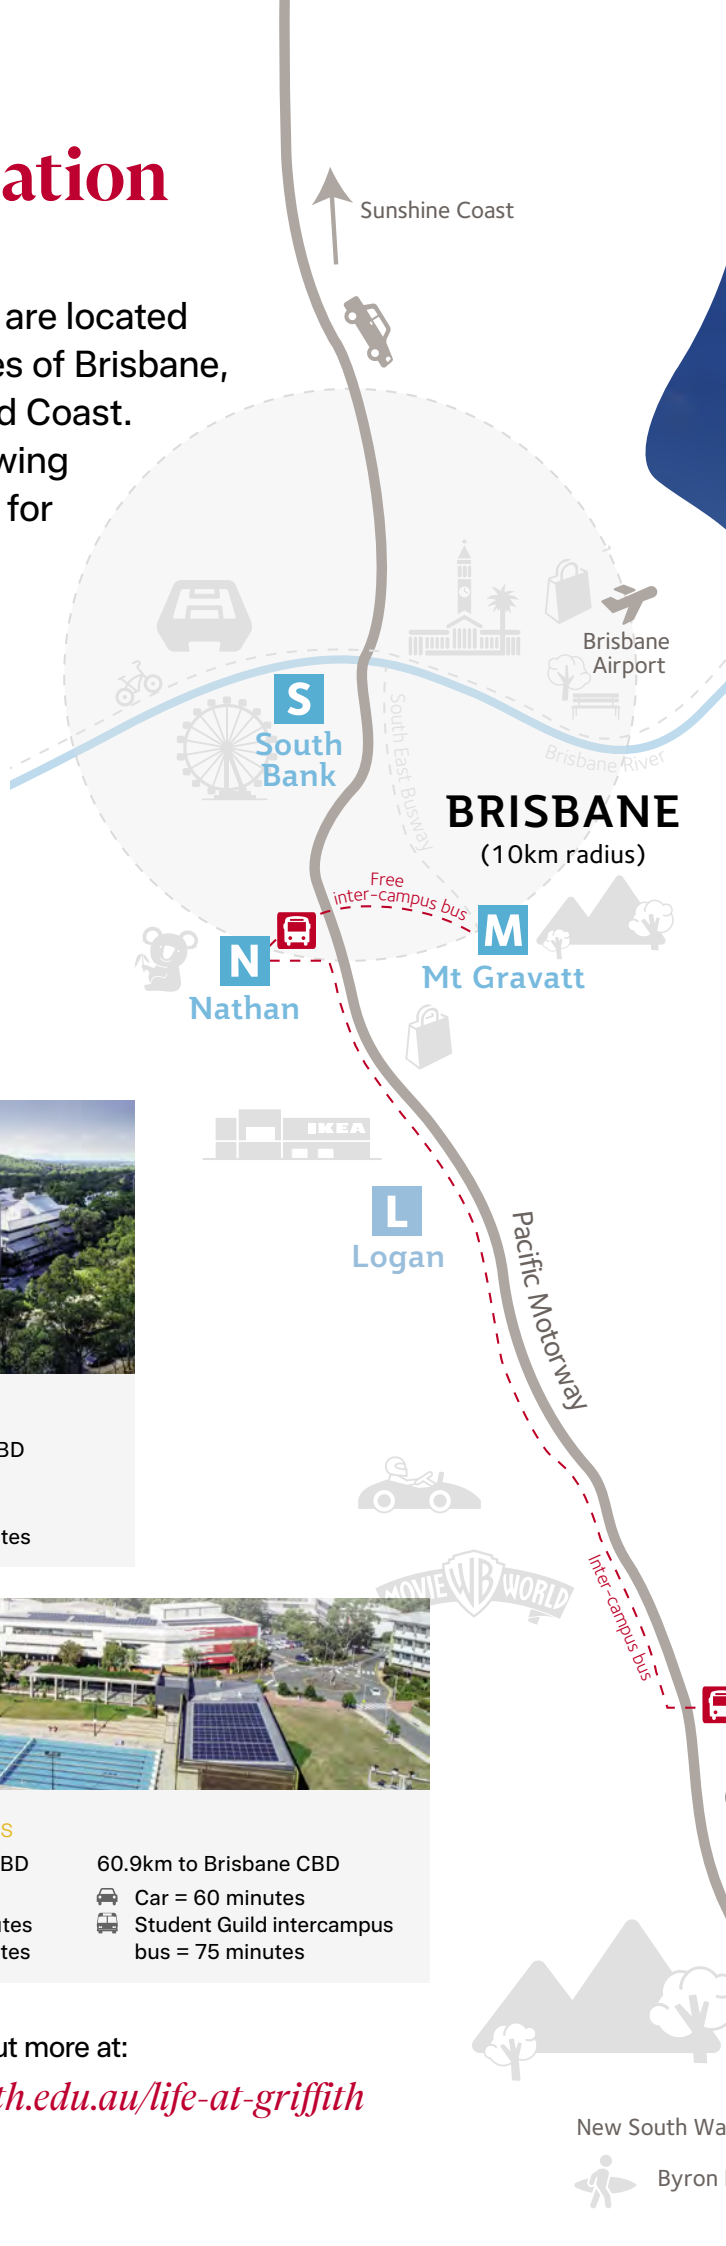 ation
Sunshine Coast
are located
es of Brisbane,
d Coast.
wing
for
Brisbane
Airport
S
South
Bank
South East Busway
Brisbane River
BRISBANE
(10km radius)
Free
inter-campus bus
M
Mt Gravatt
N
Nathan
IKEA
L
Logan
Pacific Motorway
BD
tes
MOVIE WB WORLD
Inter-campus bus
S
BD
60.9km to Brisbane CBD
Car = 60 minutes
utes
Student Guild intercampus
tes
bus = 75 minutes
ut more at:
th.edu.au/life-at-griffith
New South Wa
Byron